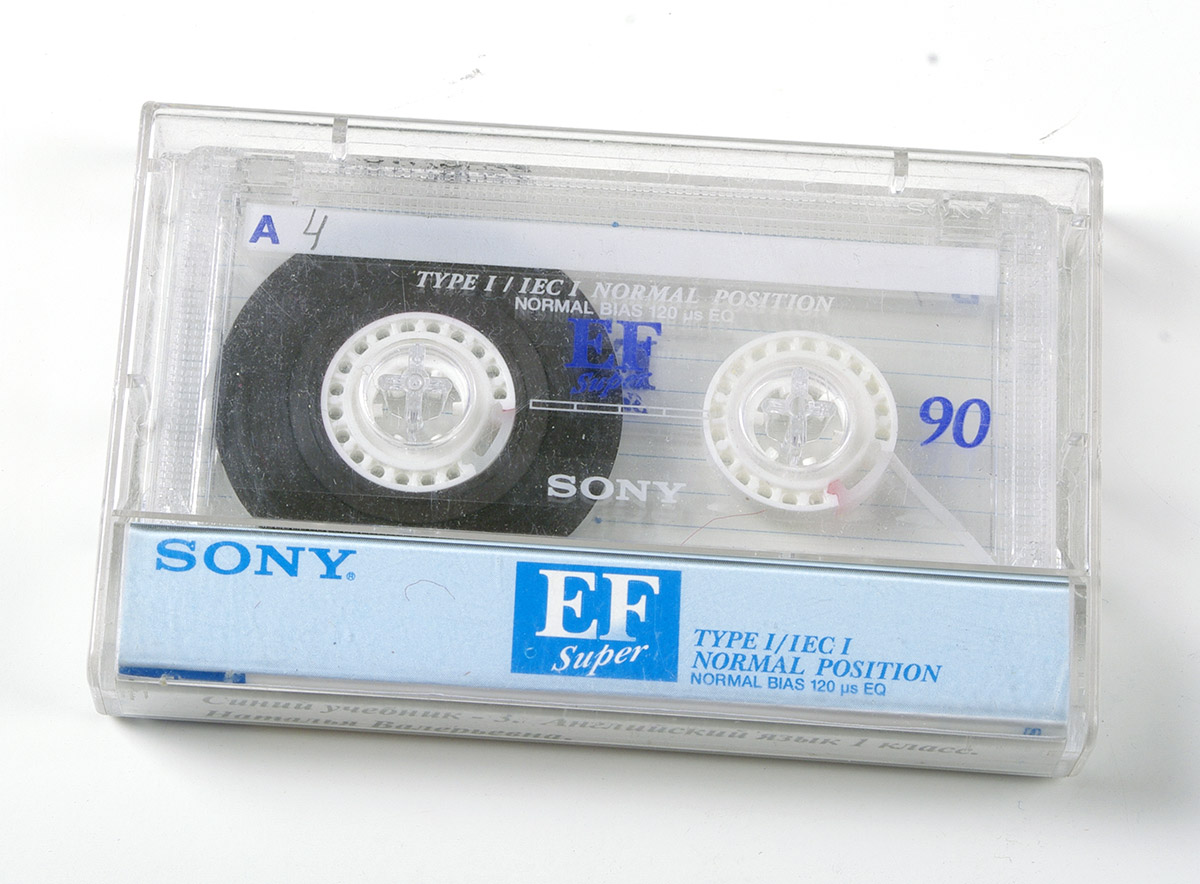 SONY
A 4
TYPE I / IEC I NORMAL POSITION
NORMAL BIAS 120 µs EQ
EF
Super
90
SONY
SONY®
EF
Super
TYPE I/IEC I
NORMAL POSITION
NORMAL BIAS 120 µs EQ
Синий учебник - 3. Английский язык 1 класс.
Наталья Валерьевна.